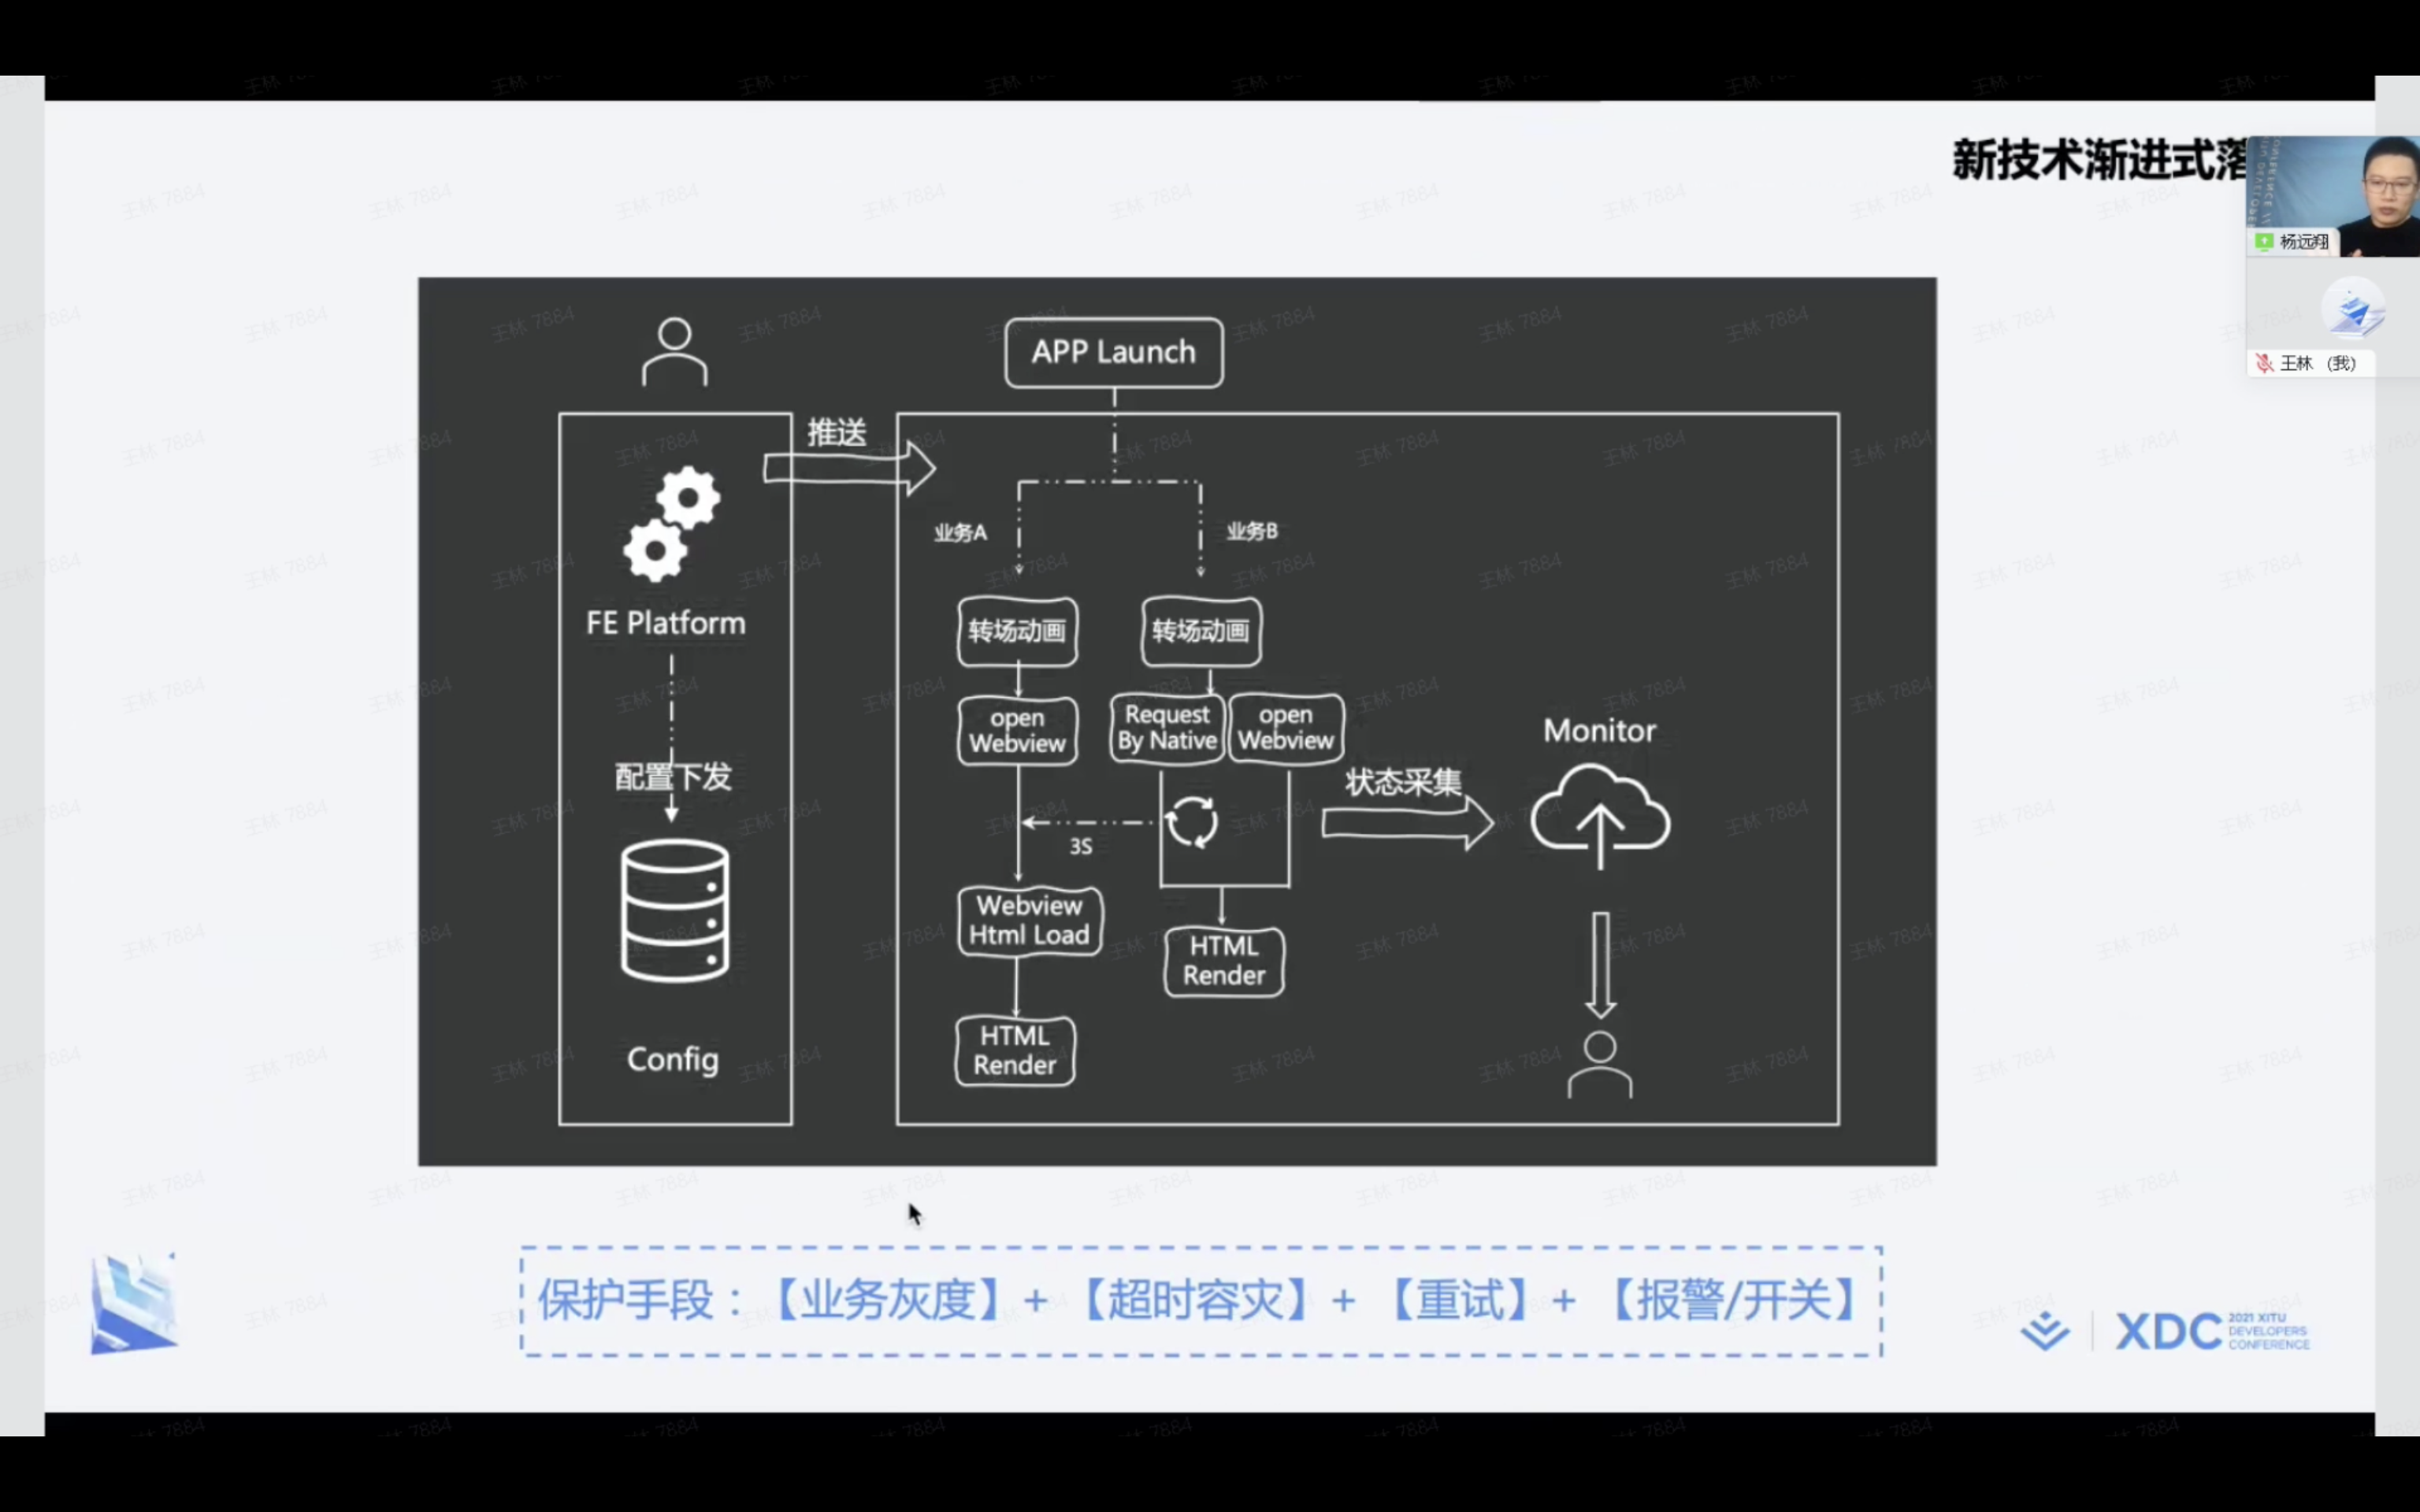 新技术渐进式落
杨远翔
王林 (我)
APP Launch
推送
业务A
业务B
FE Platform
转场动画
转场动画
open
Webview
Request
By Native
open
Webview
Monitor
配置下发
状态采集
3S
Webview
Html Load
HTML
Render
HTML
Render
Config
保护手段：【业务灰度】+ 【超时容灾】+ 【重试】+ 【报警/开关】
XDC
2021 XITU
DEVELOPERS
CONFERENCE
王林 7884